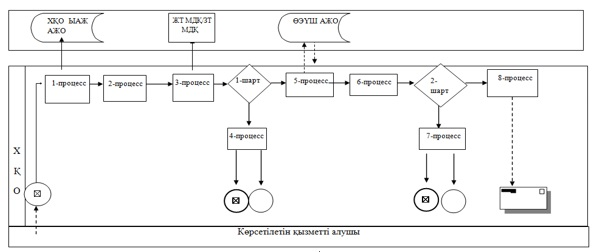 ХҚО ЫАЖ
АЖО
ЖТ МДҚ/ЗТ
МДҚ
ӨЭҮШ АЖО
1-процесс
2-процесс
3-процесс
1-шарт
5-процесс
6-процесс
2-
шарт
8-процесс
4-процесс
7-процесс
Х
Қ
О
Көрсетілетін қызметті алушы